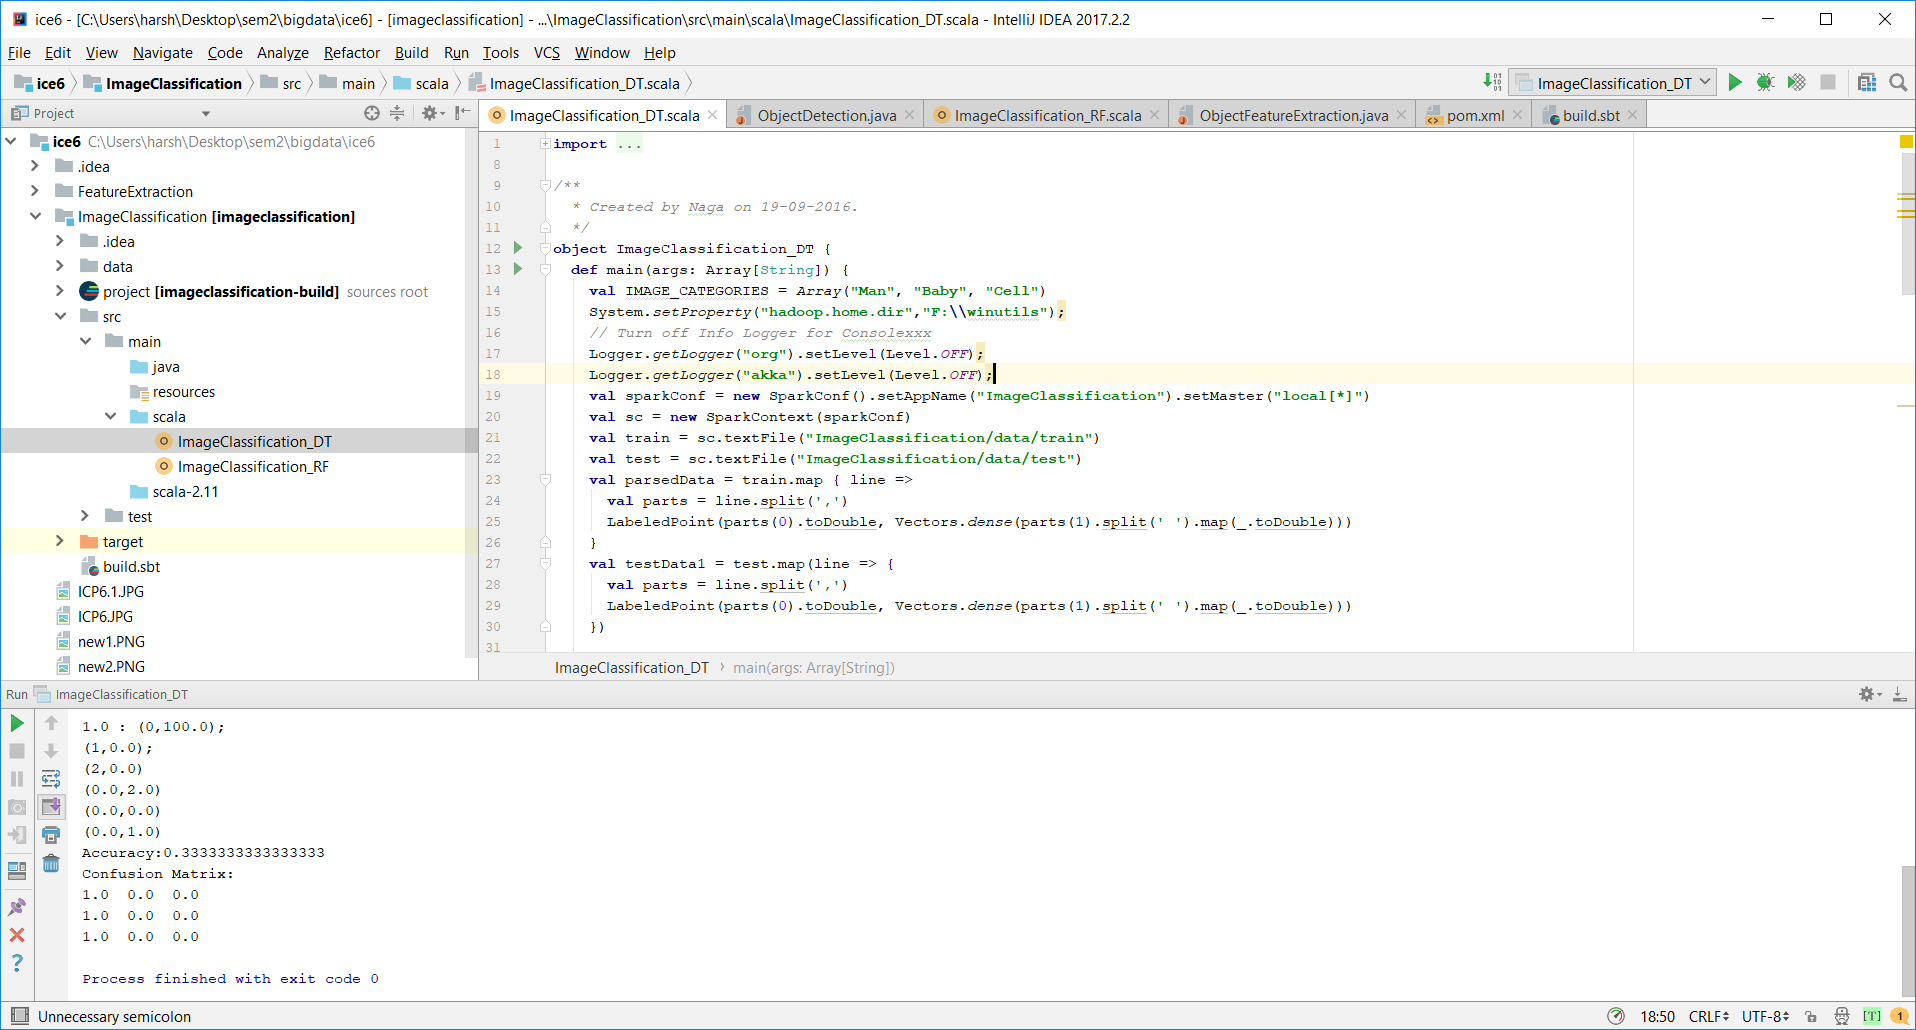 ice6 - [C:\Users\harsh\Desktop\sem2\bigdata\ice6] - [imageclassification] - ...\ImageClassification\src\main\scala\ImageClassification_DT.scala - IntelliJ IDEA 2017.2.2
File Edit View Navigate Code Analyze Refactor Build Run Tools VCS Window Help
ice6 ImageClassification src main scala ImageClassification_DT.scala
ImageClassification_DT
Project
ImageClassification_DT.scala ObjectDetection.java ImageClassification_RF.scala ObjectFeatureExtraction.java pom.xml build.sbt
ice6 C:\Users\harsh\Desktop\sem2\bigdata\ice6
.idea
FeatureExtraction
ImageClassification [imageclassification]
.idea
data
project [imageclassification-build] sources root
src
main
java
resources
scala
ImageClassification_DT
ImageClassification_RF
scala-2.11
test
target
build.sbt
ICP6.1.JPG
ICP6.JPG
new1.PNG
new2.PNG
1 import ...
8
9 /**
10 * Created by Naga on 19-09-2016.
11 */
12 object ImageClassification_DT {
13 def main(args: Array[String]) {
14 val IMAGE_CATEGORIES = Array("Man", "Baby", "Cell")
15 System.setProperty("hadoop.home.dir","F:\\winutils");
16 // Turn off Info Logger for Consolexxx
17 Logger.getLogger("org").setLevel(Level.OFF);
18 Logger.getLogger("akka").setLevel(Level.OFF);
19 val sparkConf = new SparkConf().setAppName("ImageClassification").setMaster("local[*]")
20 val sc = new SparkContext(sparkConf)
21 val train = sc.textFile("ImageClassification/data/train")
22 val test = sc.textFile("ImageClassification/data/test")
23 val parsedData = train.map { line =>
24 val parts = line.split(',')
25 LabeledPoint(parts(0).toDouble, Vectors.dense(parts(1).split(' ').map(_.toDouble)))
26 }
27 val testData1 = test.map(line => {
28 val parts = line.split(',')
29 LabeledPoint(parts(0).toDouble, Vectors.dense(parts(1).split(' ').map(_.toDouble)))
30 })
31
ImageClassification_DT › main(args: Array[String])
Run ImageClassification_DT
1.0 : (0,100.0);
(1,0.0);
(2,0.0)
(0.0,2.0)
(0.0,0.0)
(0.0,1.0)
Accuracy:0.3333333333333333
Confusion Matrix:
1.0 0.0 0.0
1.0 0.0 0.0
1.0 0.0 0.0
Process finished with exit code 0
Unnecessary semicolon
18:50 CRLF UTF-8 [T] 1